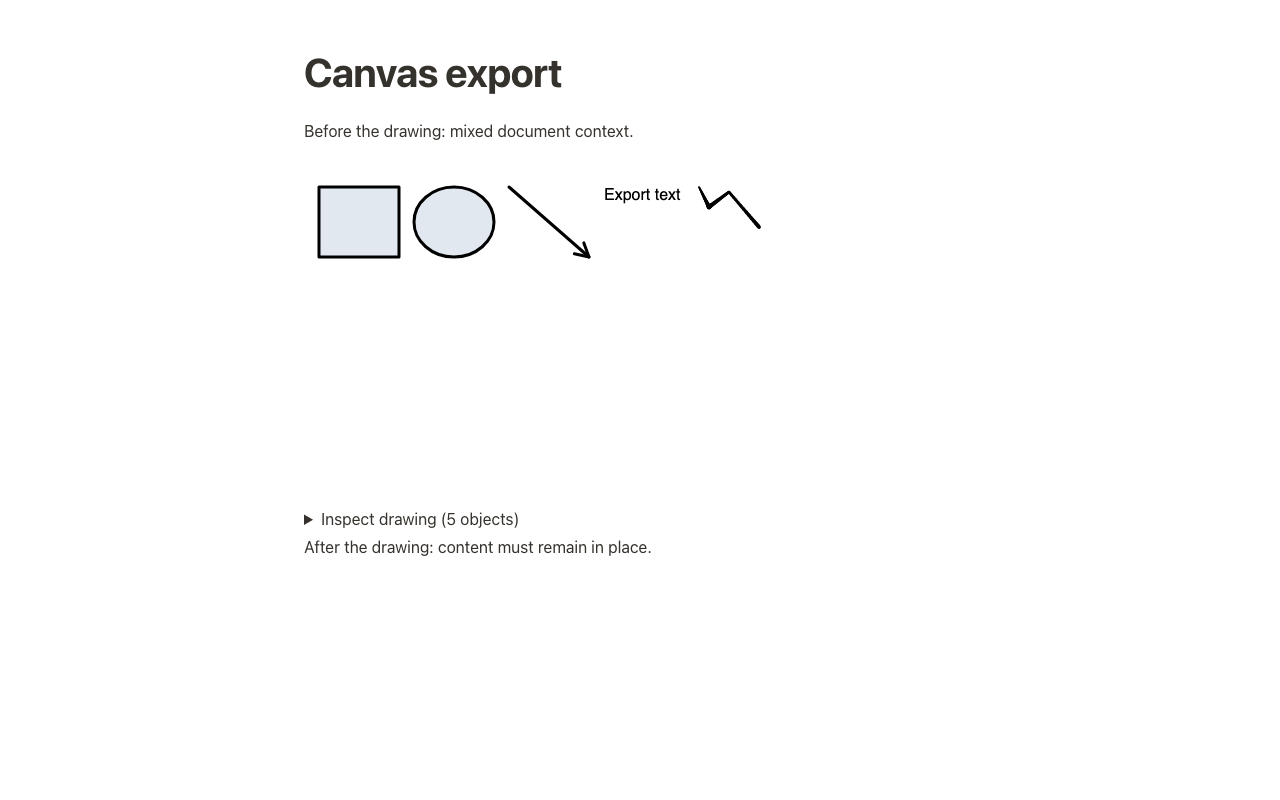 Canvas export
Before the drawing: mixed document context.
Export text
Inspect drawing (5 objects)
After the drawing: content must remain in place.